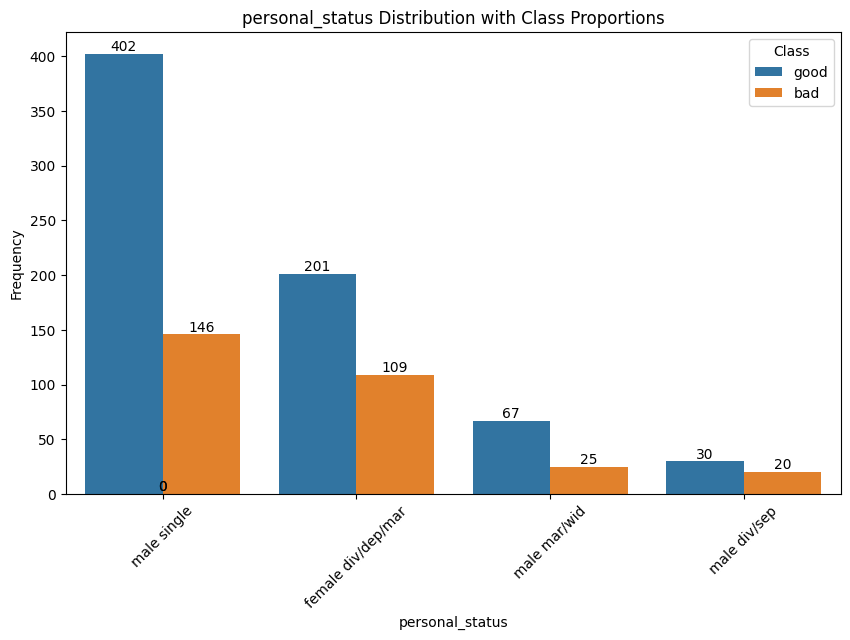 personal_status Distribution with Class Proportions
Class
good
bad
Frequency
400
350
300
250
200
150
100
50
0
402
146
0
201
109
67
25
30
20
male single
female div/dep/mar
male mar/wid
male div/sep
personal_status